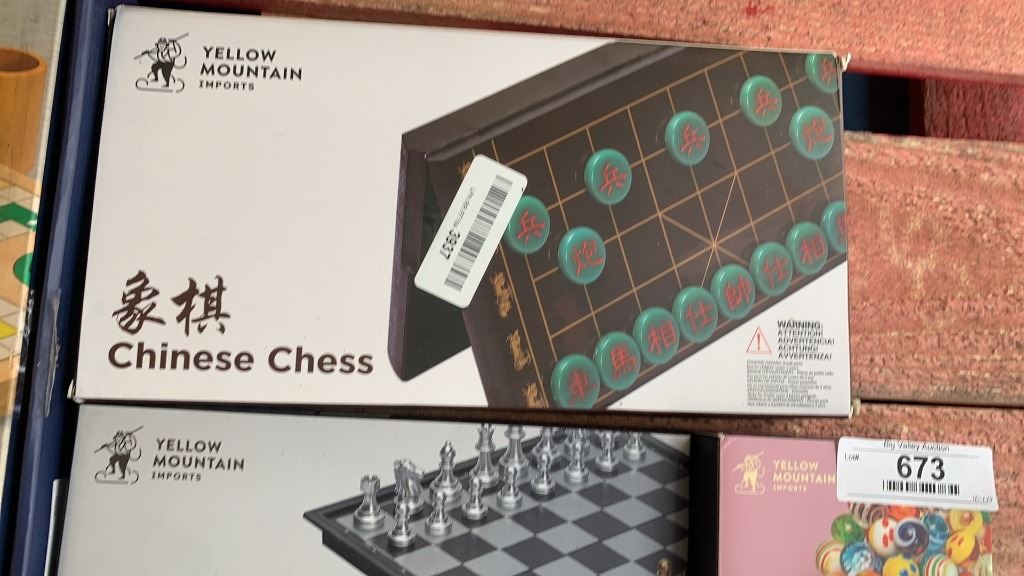 YELLOW
MOUNTAIN
IMPORTS
象棋
Chinese Chess
3937
兵 兵 兵 兵 兵
炮 炮
車 馬 相 仕 帥 仕 相
WARNING:
ATTENTION!
ADVERTENCIA!
ACHTUNG!
AVVERTENZA!
YELLOW
MOUNTAIN
IMPORTS
YELLOW
MOUNTAIN
IMPORTS
Big Valley Auction
Lot#
673